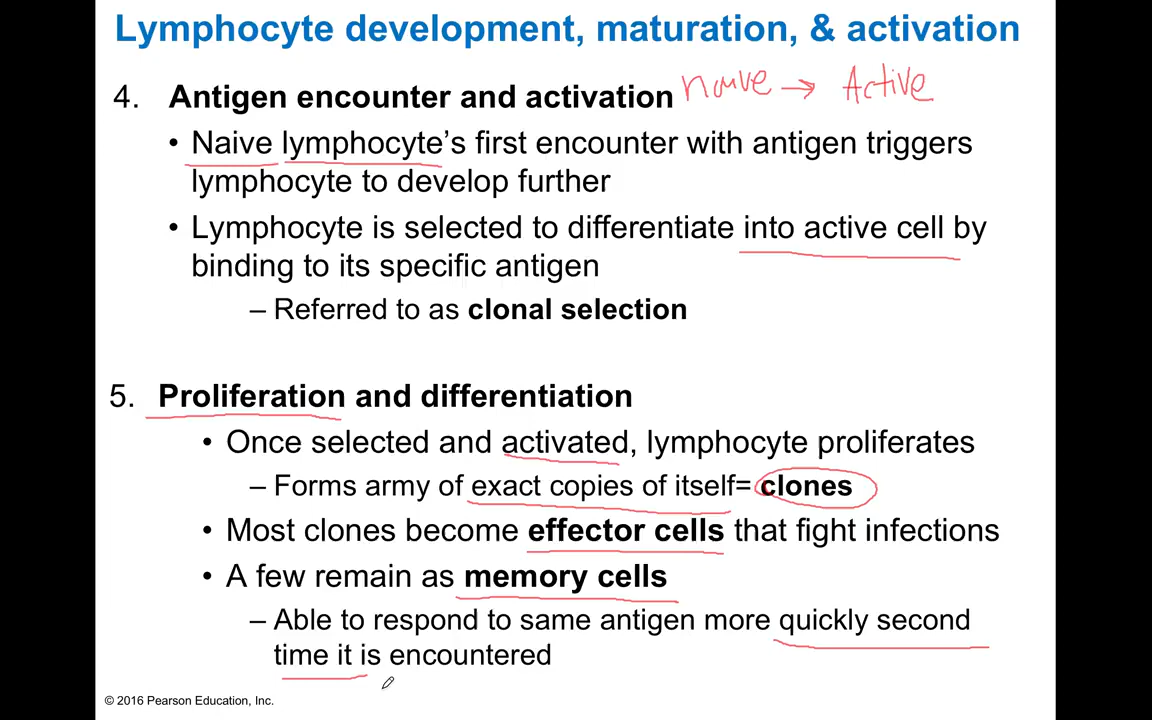 Lymphocyte development, maturation, & activation
4. Antigen encounter and activation naive → Active
• Naive lymphocyte's first encounter with antigen triggers
lymphocyte to develop further
• Lymphocyte is selected to differentiate into active cell by
binding to its specific antigen
– Referred to as clonal selection
5. Proliferation and differentiation
• Once selected and activated, lymphocyte proliferates
– Forms army of exact copies of itself= clones
• Most clones become effector cells that fight infections
• A few remain as memory cells
– Able to respond to same antigen more quickly second
time it is encountered
© 2016 Pearson Education, Inc.